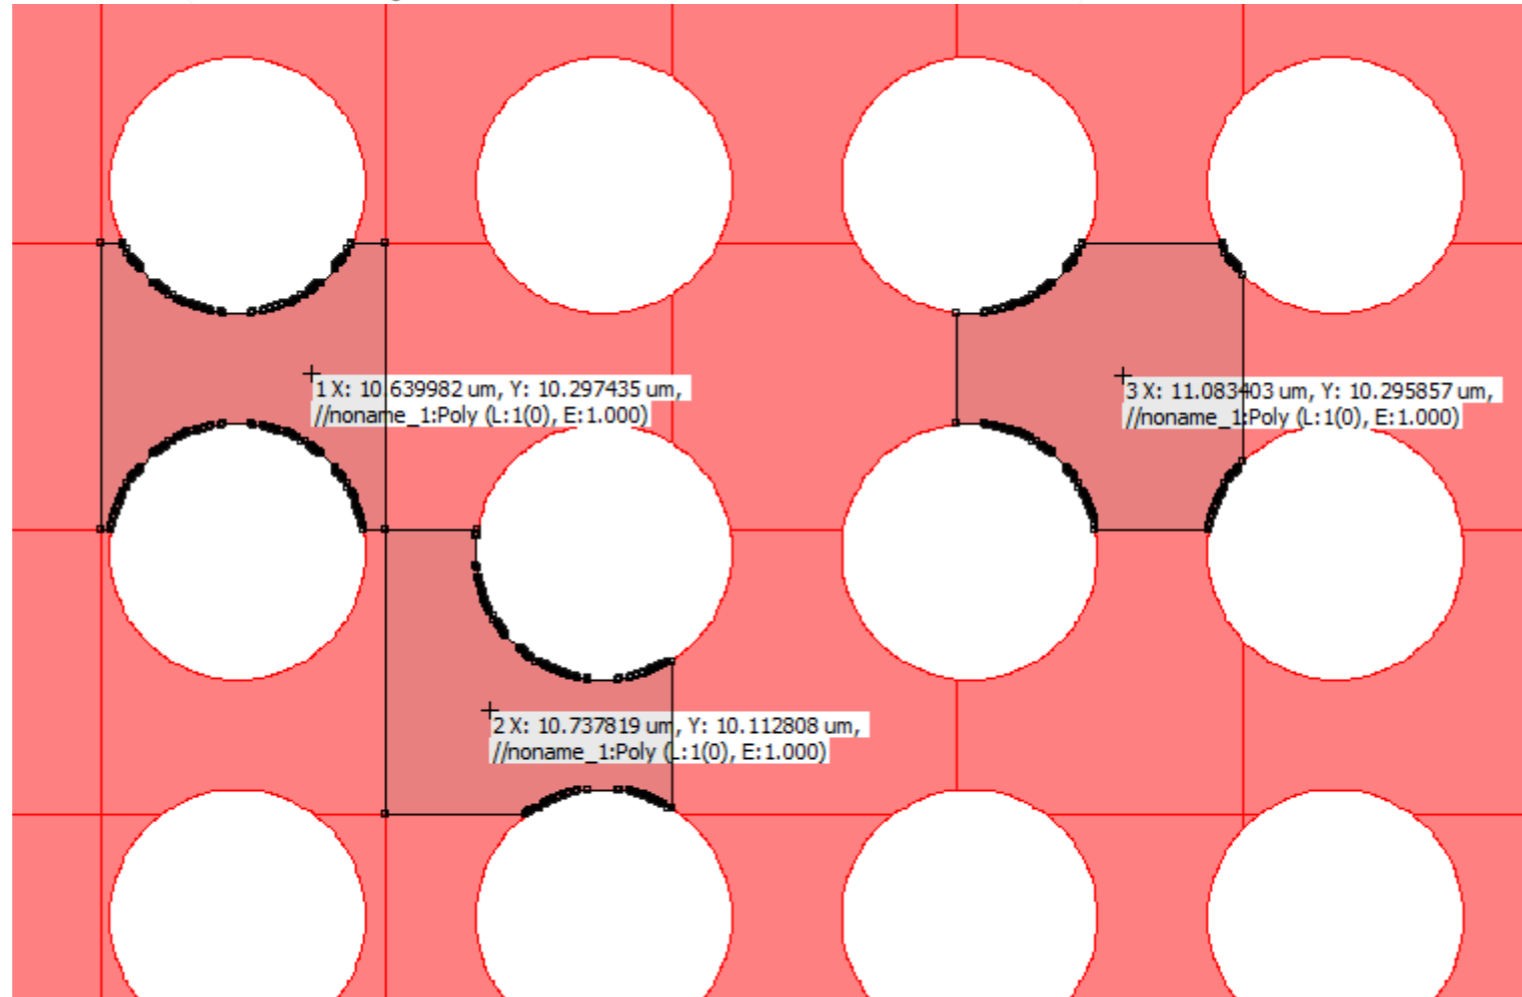 1 X: 10.639982 um, Y: 10.297435 um,
//noname_1:Poly (L:1(0), E:1.000)
3 X: 11.083403 um, Y: 10.295857 um,
//noname_1:Poly (L:1(0), E:1.000)
2 X: 10.737819 um, Y: 10.112808 um,
//noname_1:Poly (L:1(0), E:1.000)